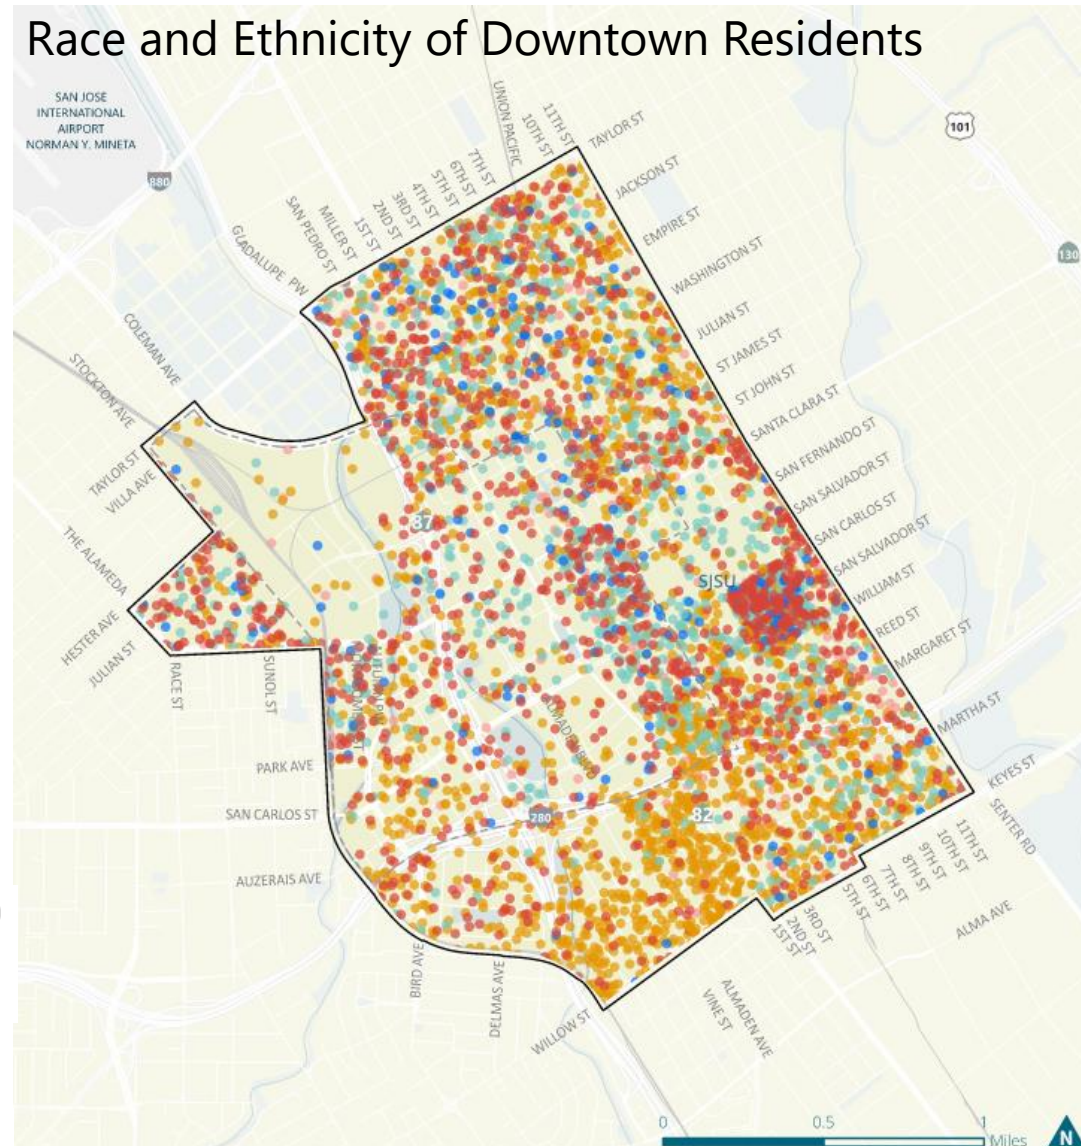 Race and Ethnicity of Downtown Residents
SAN JOSE
INTERNATIONAL
AIRPORT
NORMAN Y. MINETA
880
101
130
UNION PACIFIC
11TH ST
10TH ST
7TH ST
6TH ST
5TH ST
4TH ST
3RD ST
2ND ST
1ST ST
MILLER ST
SAN PEDRO ST
GUADALUPE PW
TAYLOR ST
JACKSON ST
EMPIRE ST
WASHINGTON ST
JULIAN ST
ST JAMES ST
ST JOHN ST
SANTA CLARA ST
SAN FERNANDO ST
SAN SALVADOR ST
SAN CARLOS ST
SAN SALVADOR ST
WILLIAM ST
REED ST
MARGARET ST
MARTHA ST
KEYES ST
SENTER RD
COLEMAN AVE
STOCKTON AVE
TAYLOR ST
VILLA AVE
THE ALAMEDA
HESTER AVE
JULIAN ST
RACE ST
SUNOL ST
87
SJSU
ALMADEN BLVD
PARK AVE
SAN CARLOS ST
AUZERAIS AVE
280
82
BIRD AVE
DELMAS AVE
WILLOW ST
VINE ST
ALMADEN AVE
1ST ST
2ND ST
3RD ST
5TH ST
6TH ST
7TH ST
8TH ST
9TH ST
10TH ST
11TH ST
ALMA AVE
0 0.5 1
Miles
N